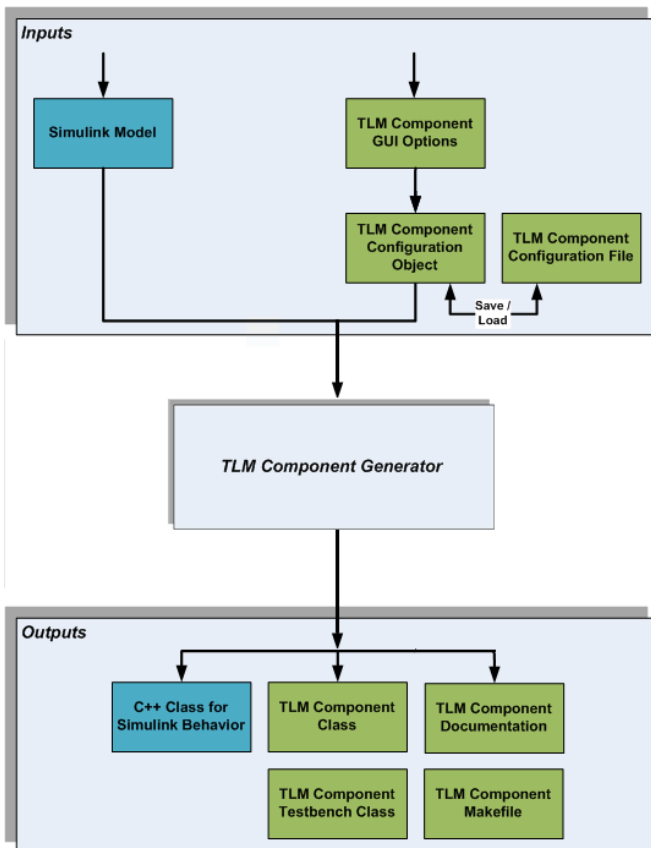 Inputs
Simulink Model
TLM Component
GUI Options
TLM Component
Configuration
Object
TLM Component
Configuration File
Save /
Load
TLM Component Generator
Outputs
C++ Class for
Simulink Behavior
TLM Component
Class
TLM Component
Documentation
TLM Component
Testbench Class
TLM Component
Makefile